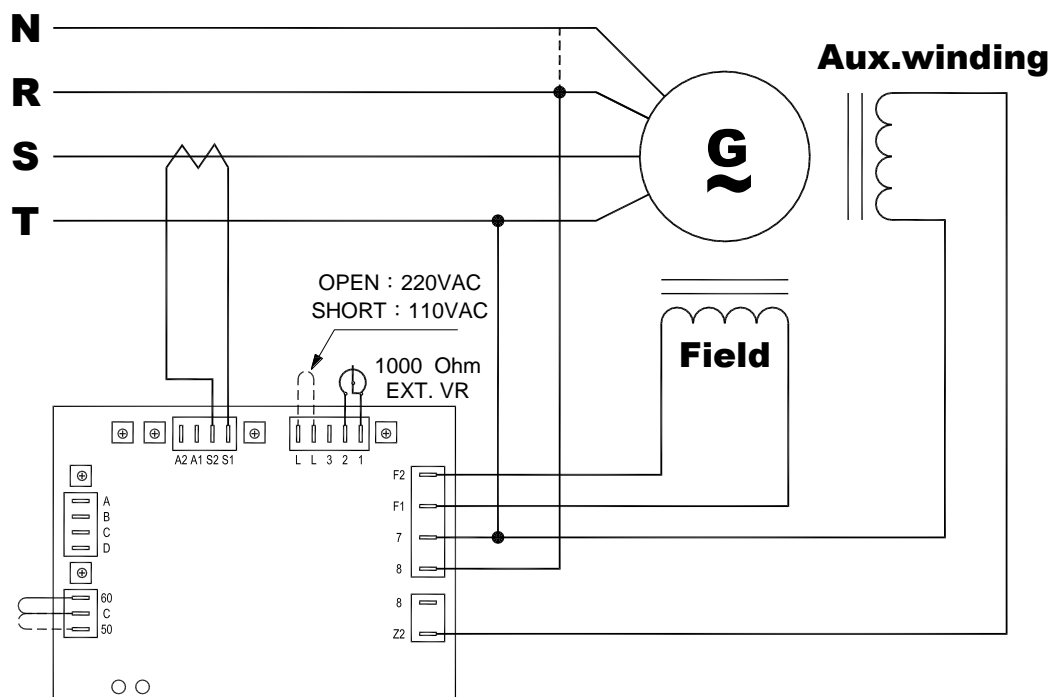 N
Aux.winding
R
S
G
~
T
OPEN：220VAC
SHORT：110VAC
1000 Ohm
EXT. VR
Field
A2 A1 S2 S1
L L 3 2 1
F2
A
F1
B
C
7
D
8
60
8
C
50
Z2